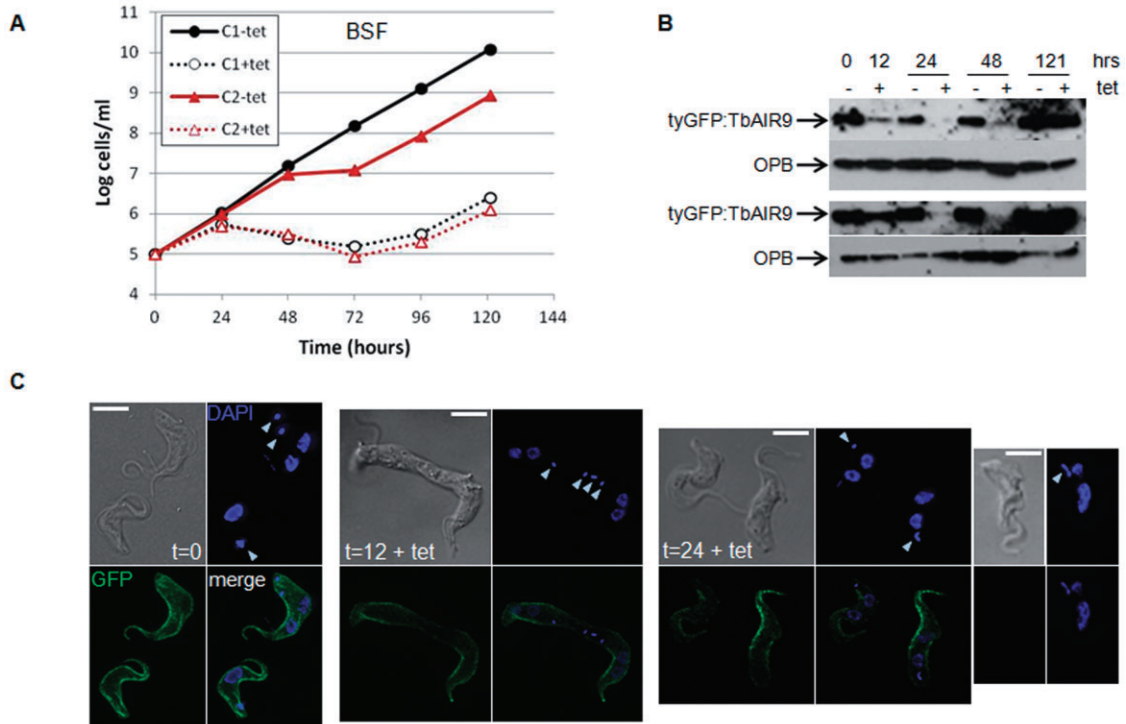 A
BSF
C1-tet
C1+tet
C2-tet
C2+tet
Log cells/ml
11
10
9
8
7
6
5
4
0 24 48 72 96 120 144
Time (hours)
B
0 12 24 48 121 hrs
- + - + - + - + tet
tyGFP:TbAIR9
OPB
tyGFP:TbAIR9
OPB
C
DAPI
t=0
t=12 + tet
t=24 + tet
GFP
merge